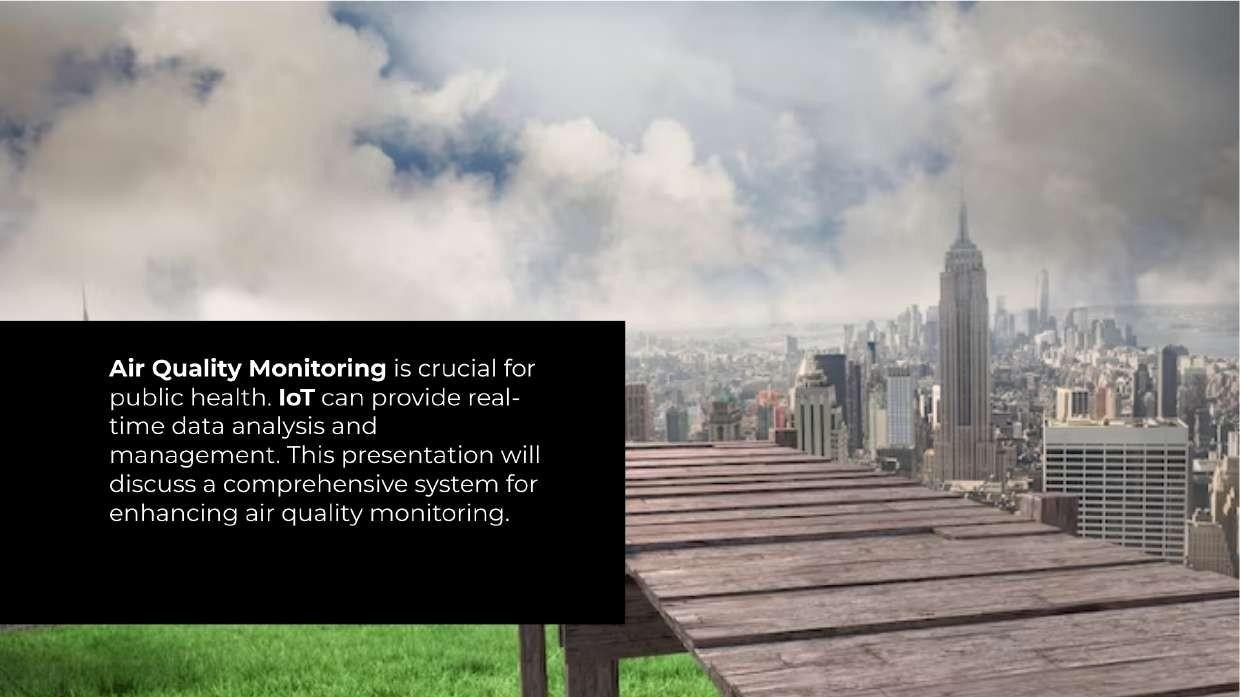 Air Quality Monitoring is crucial for
public health. IoT can provide real-
time data analysis and
management. This presentation will
discuss a comprehensive system for
enhancing air quality monitoring.